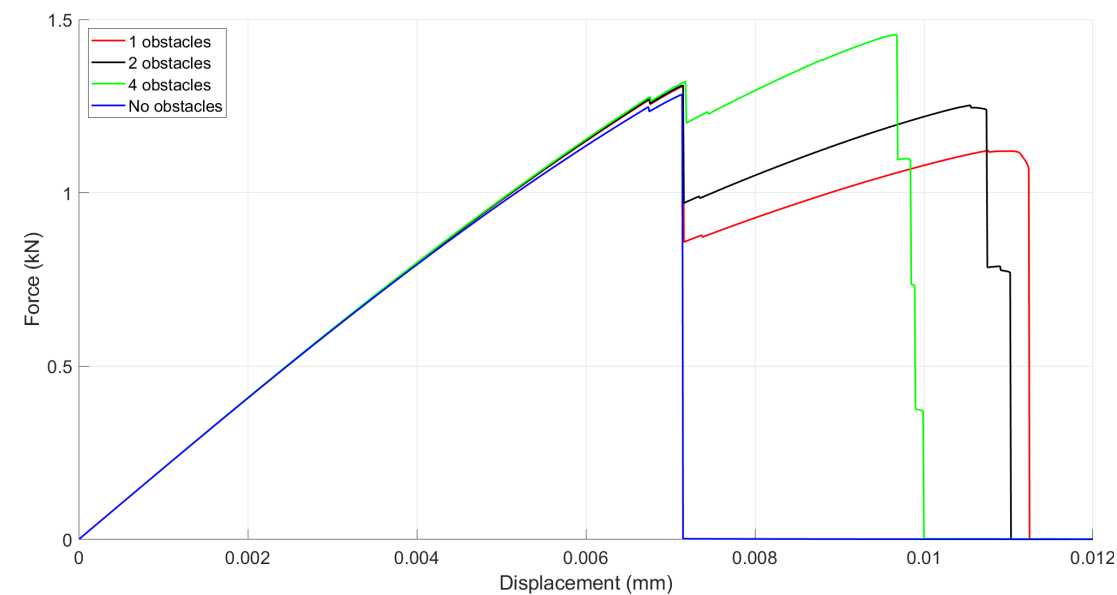 1.5
1 obstacles
2 obstacles
4 obstacles
No obstacles
1
Force (kN)
0.5
0
0 0.002 0.004 0.006 0.008 0.01 0.012
Displacement (mm)